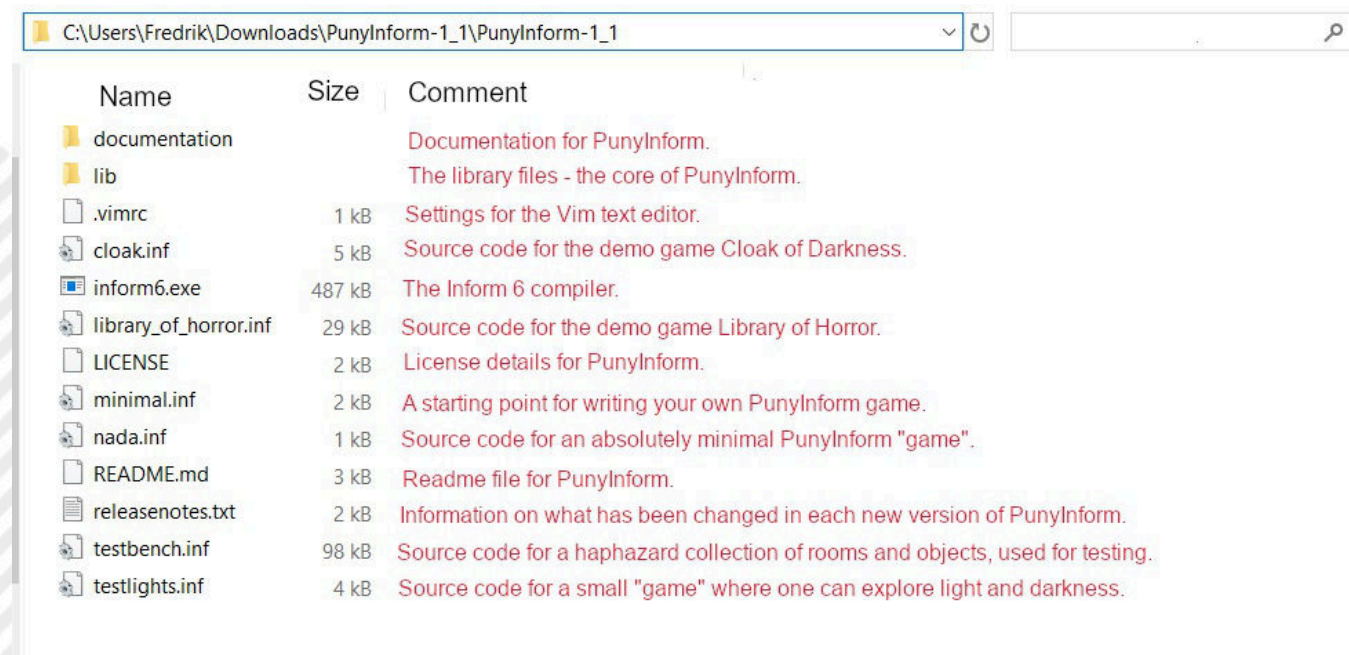 C:\Users\Fredrik\Downloads\PunyInform-1_1\PunyInform-1_1
Name Size Comment
documentation Documentation for PunyInform.
lib The library files - the core of PunyInform.
.vimrc 1 kB Settings for the Vim text editor.
cloak.inf 5 kB Source code for the demo game Cloak of Darkness.
inform6.exe 487 kB The Inform 6 compiler.
library_of_horror.inf 29 kB Source code for the demo game Library of Horror.
LICENSE 2 kB License details for PunyInform.
minimal.inf 2 kB A starting point for writing your own PunyInform game.
nada.inf 1 kB Source code for an absolutely minimal PunyInform "game".
README.md 3 kB Readme file for PunyInform.
releasenotes.txt 2 kB Information on what has been changed in each new version of PunyInform.
testbench.inf 98 kB Source code for a haphazard collection of rooms and objects, used for testing.
testlights.inf 4 kB Source code for a small "game" where one can explore light and darkness.